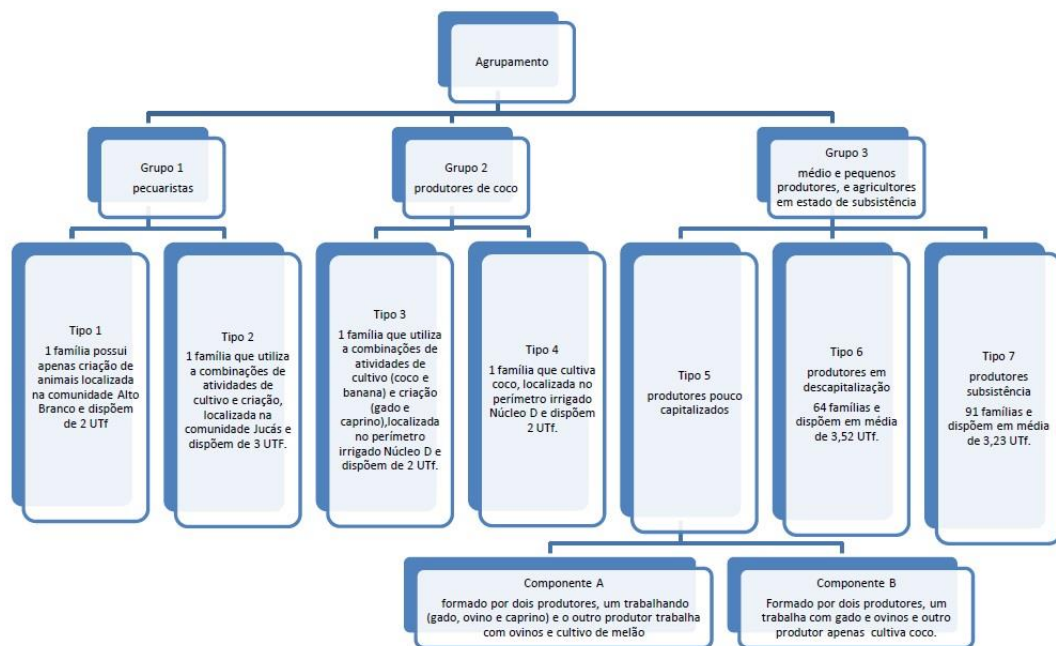 Agrupamento
Grupo 1
pecuaristas
Grupo 2
produtores de coco
Grupo 3
médio e pequenos
produtores, e agricultores
em estado de subsistência
Tipo 1
1 família possui
apenas criação de
animais localizada
na comunidade Alto
Branco e dispõem
de 2 UTf
Tipo 2
1 família que utiliza
a combinações de
atividades de
cultivo e criação,
localizada na
comunidade Jucás e
dispõem de 3 UTF.
Tipo 3
1 família que utiliza
a combinações de
atividades de
cultivo (coco e
banana) e criação
(gado e
caprino),localizada
no perímetro
irrigado Núcleo D e
dispõem de 2 UTf.
Tipo 4
1 família que cultiva
coco, localizada no
perímetro irrigado
Núcleo D e dispõem
2 UTf.
Tipo 5
produtores pouco
capitalizados
Tipo 6
produtores em
descapitalização
64 famílias e
dispõem em média
de 3,52 UTf.
Tipo 7
produtores
subsistência
91 famílias e
dispõem em média
de 3,23 UTf.
Componente A
formado por dois produtores, um trabalhando
(gado, ovino e caprino) e o outro produtor trabalha
com ovinos e cultivo de melão
Componente B
Formado por dois produtores, um
trabalha com gado e ovinos e outro
produtor apenas cultiva coco.